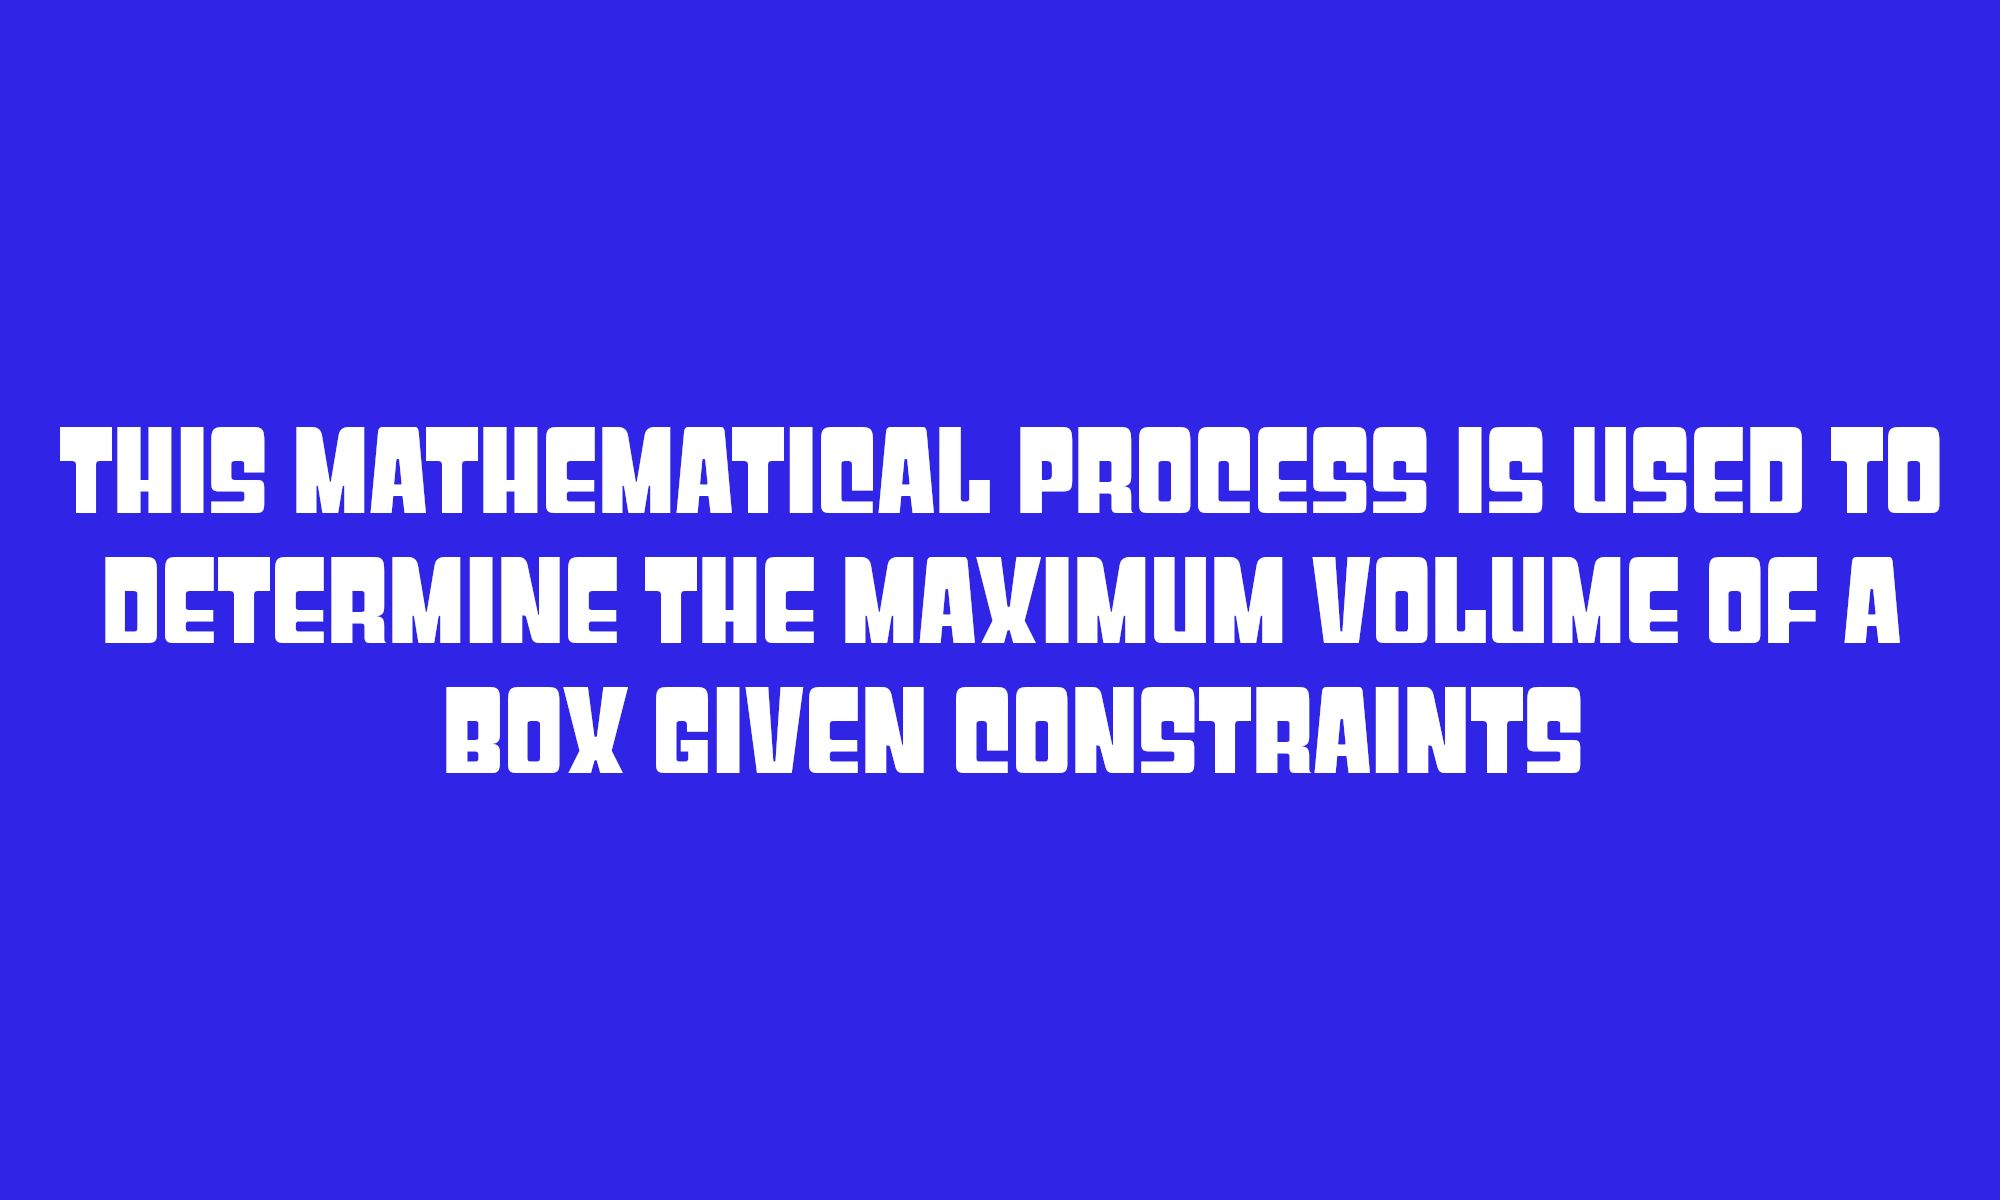 THIS MATHEMATICAL PROCESS IS USED TO
DETERMINE THE MAXIMUM VOLUME OF A
BOX GIVEN CONSTRAINTS